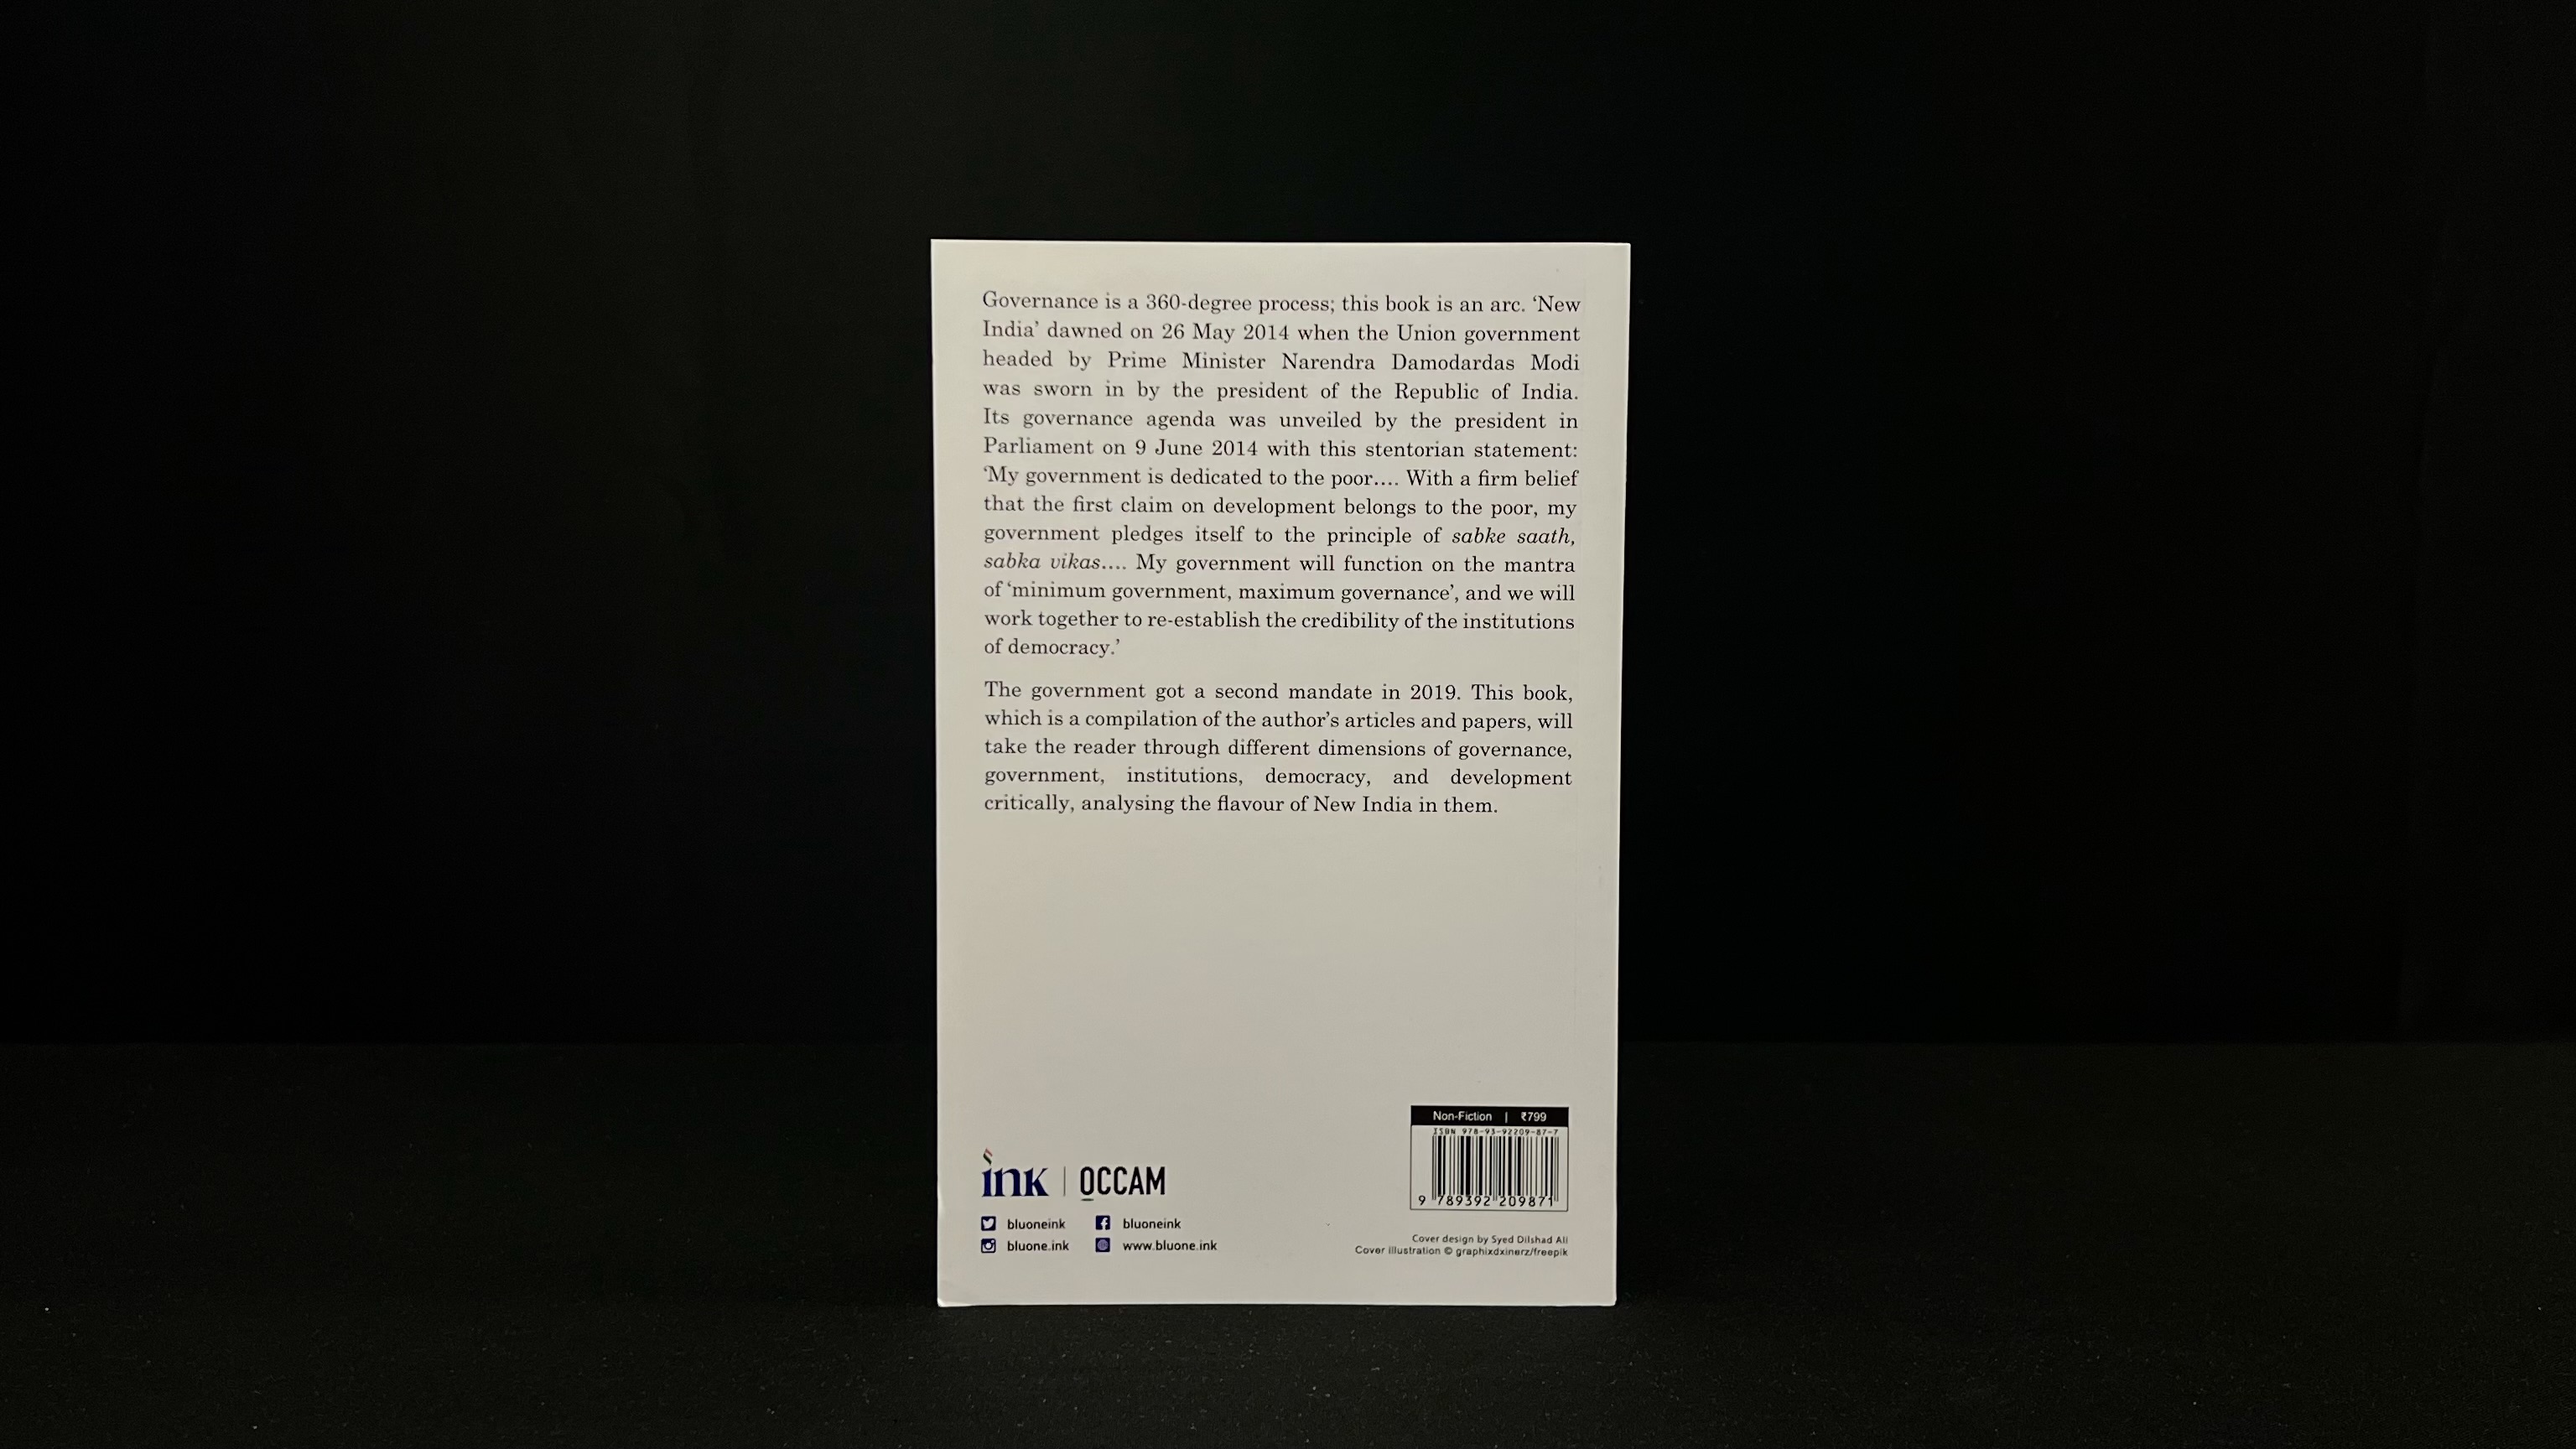 Governance is a 360-degree process; this book is an arc. ‘New
India’ dawned on 26 May 2014 when the Union government
headed by Prime Minister Narendra Damodardas Modi
was sworn in by the president of the Republic of India.
Its governance agenda was unveiled by the president in
Parliament on 9 June 2014 with this stentorian statement:
‘My government is dedicated to the poor.... With a firm belief
that the first claim on development belongs to the poor, my
government pledges itself to the principle of sabke saath,
sabka vikas.... My government will function on the mantra
of ‘minimum government, maximum governance’, and we will
work together to re-establish the credibility of the institutions
of democracy.’
The government got a second mandate in 2019. This book,
which is a compilation of the author’s articles and papers, will
take the reader through different dimensions of governance,
government, institutions, democracy, and development
critically, analysing the flavour of New India in them.
Non-Fiction | ₹799
ISBN 978-93-92209-87-7
9 789392 209871
ink | OCCAM
bluoneink bluoneink
bluone.ink www.bluone.ink
Cover design by Syed Dilshad Ali
Cover illustration © graphixdxinerz/freepik